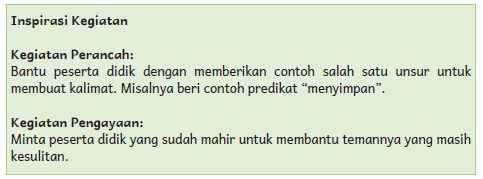 Inspirasi Kegiatan
Kegiatan Perancah:
Bantu peserta didik dengan memberikan contoh salah satu unsur untuk
membuat kalimat. Misalnya beri contoh predikat “menyimpan”.
Kegiatan Pengayaan:
Minta peserta didik yang sudah mahir untuk membantu temannya yang masih
kesulitan.